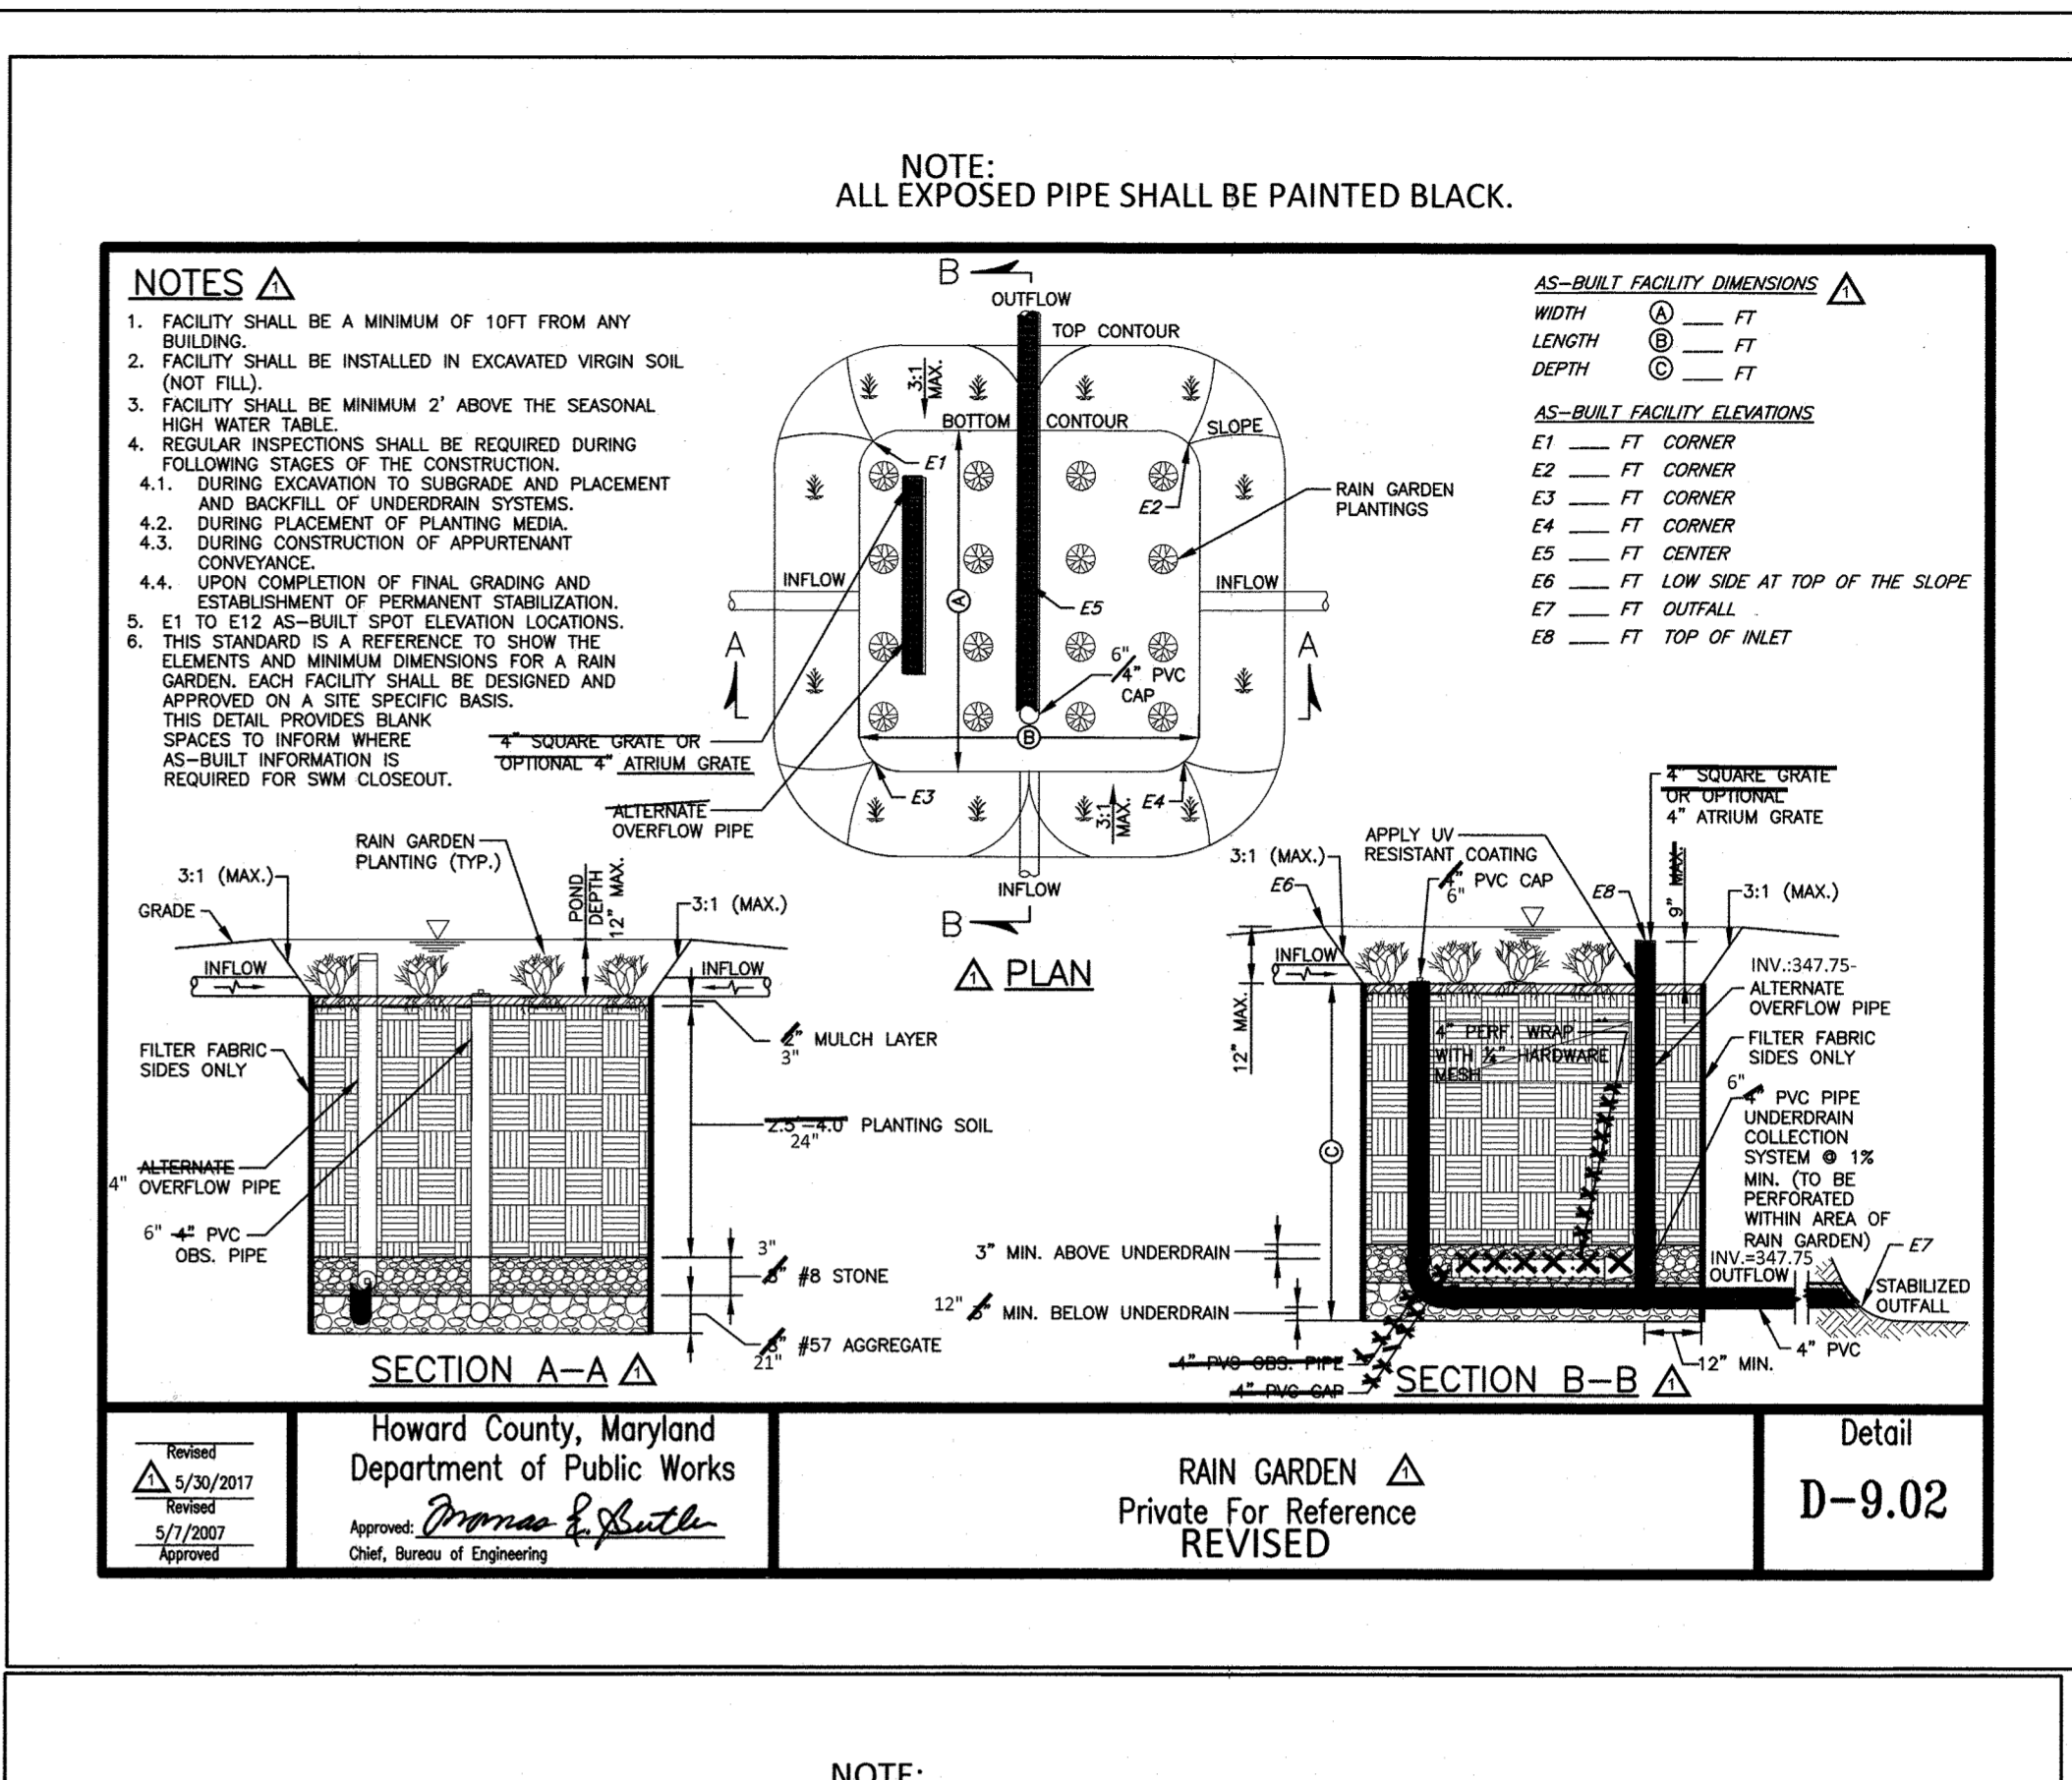 NOTE:
ALL EXPOSED PIPE SHALL BE PAINTED BLACK.
NOTES 1
1. FACILITY SHALL BE A MINIMUM OF 10FT FROM ANY
BUILDING.
2. FACILITY SHALL BE INSTALLED IN EXCAVATED VIRGIN SOIL
(NOT FILL).
3. FACILITY SHALL BE MINIMUM 2' ABOVE THE SEASONAL
HIGH WATER TABLE.
4. REGULAR INSPECTIONS SHALL BE REQUIRED DURING
FOLLOWING STAGES OF THE CONSTRUCTION.
4.1. DURING EXCAVATION TO SUBGRADE AND PLACEMENT
AND BACKFILL OF UNDERDRAIN SYSTEMS.
4.2. DURING PLACEMENT OF PLANTING MEDIA.
4.3. DURING CONSTRUCTION OF APPURTENANT
CONVEYANCE.
4.4. UPON COMPLETION OF FINAL GRADING AND
ESTABLISHMENT OF PERMANENT STABILIZATION.
5. E1 TO E12 AS-BUILT SPOT ELEVATION LOCATIONS.
6. THIS STANDARD IS A REFERENCE TO SHOW THE
ELEMENTS AND MINIMUM DIMENSIONS FOR A RAIN
GARDEN. EACH FACILITY SHALL BE DESIGNED AND
APPROVED ON A SITE SPECIFIC BASIS.
THIS DETAIL PROVIDES BLANK
SPACES TO INFORM WHERE
AS-BUILT INFORMATION IS
REQUIRED FOR SWM CLOSEOUT.
B
OUTFLOW
TOP CONTOUR
3:1
MAX.
BOTTOM CONTOUR
SLOPE
E1
E2
RAIN GARDEN
PLANTINGS
INFLOW
INFLOW
A
E5
A
A
6"
4" PVC
CAP
B
4" SQUARE GRATE OR
OPTIONAL 4" ATRIUM GRATE
E3
E4
3:1
MAX.
ALTERNATE
OVERFLOW PIPE
INFLOW
B
1 PLAN
AS-BUILT FACILITY DIMENSIONS 1
WIDTH A ___ FT
LENGTH B ___ FT
DEPTH C ___ FT
AS-BUILT FACILITY ELEVATIONS
E1 ___ FT CORNER
E2 ___ FT CORNER
E3 ___ FT CORNER
E4 ___ FT CORNER
E5 ___ FT CENTER
E6 ___ FT LOW SIDE AT TOP OF THE SLOPE
E7 ___ FT OUTFALL
E8 ___ FT TOP OF INLET
RAIN GARDEN
PLANTING (TYP.)
3:1 (MAX.)
GRADE
POND
DEPTH
12" MAX.
3:1 (MAX.)
INFLOW
INFLOW
FILTER FABRIC
SIDES ONLY
2" MULCH LAYER
3"
2.5'-4.0' PLANTING SOIL
24"
ALTERNATE
4" OVERFLOW PIPE
6" 4" PVC
OBS. PIPE
3"
8" #8 STONE
8" #57 AGGREGATE
21"
SECTION A-A 1
4" SQUARE GRATE
OR OPTIONAL
4" ATRIUM GRATE
APPLY UV
RESISTANT COATING
4" PVC CAP
6"
3:1 (MAX.)
E6
E8
9" MAX.
3:1 (MAX.)
INFLOW
12" MAX.
INV.:347.75-
ALTERNATE
OVERFLOW PIPE
4" PERF. WRAP
WITH ¼" HARDWARE
MESH
FILTER FABRIC
SIDES ONLY
6"
4" PVC PIPE
UNDERDRAIN
COLLECTION
SYSTEM @ 1%
MIN. (TO BE
PERFORATED
WITHIN AREA OF
RAIN GARDEN)
C
INV.=347.75
OUTFLOW
E7
STABILIZED
OUTFALL
3" MIN. ABOVE UNDERDRAIN
12" 3" MIN. BELOW UNDERDRAIN
4" PVC OBS. PIPE
4" PVC CAP
12" MIN.
4" PVC
SECTION B-B 1
Revised
1 5/30/2017
Revised
5/7/2007
Approved
Howard County, Maryland
Department of Public Works
Approved: Thomas E. Butler
Chief, Bureau of Engineering
RAIN GARDEN 1
Private For Reference
REVISED
Detail
D-9.02
NOTE: